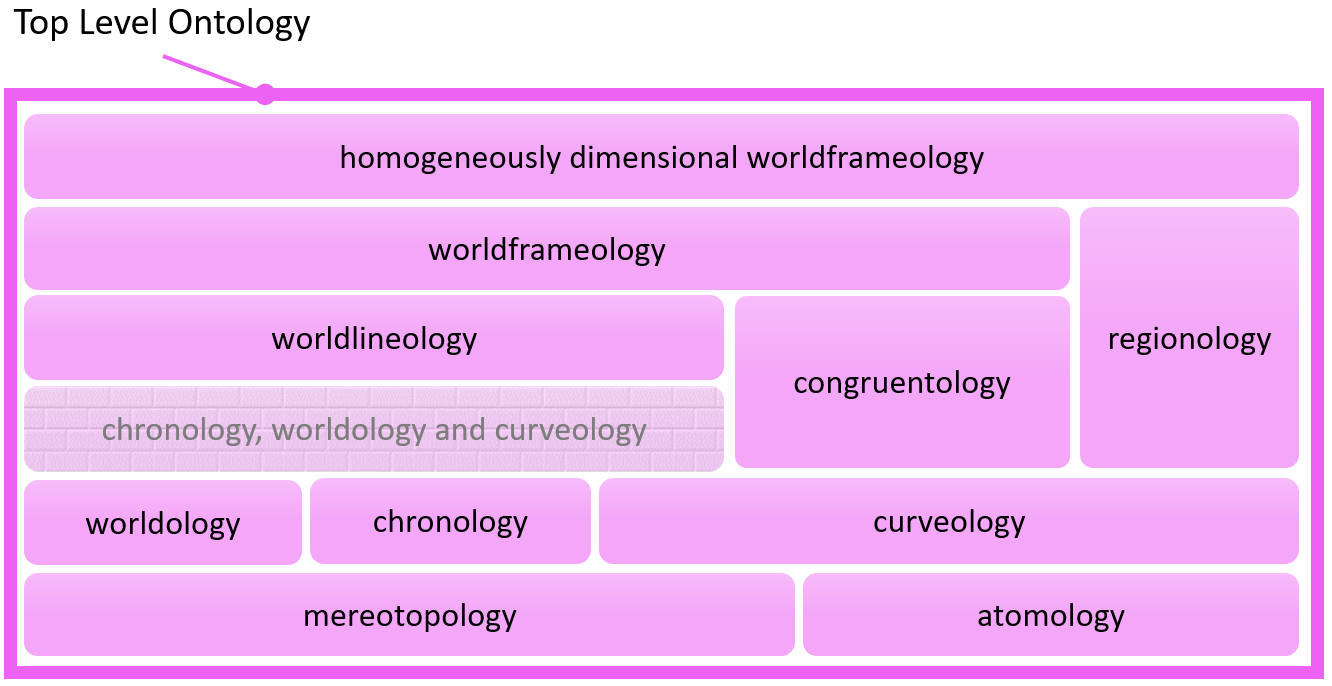 Top Level Ontology
homogeneously dimensional worldframeology
worldframeology
regionology
worldlineology
congruentology
chronology, worldology and curveology
worldology
chronology
curveology
mereotopology
atomology